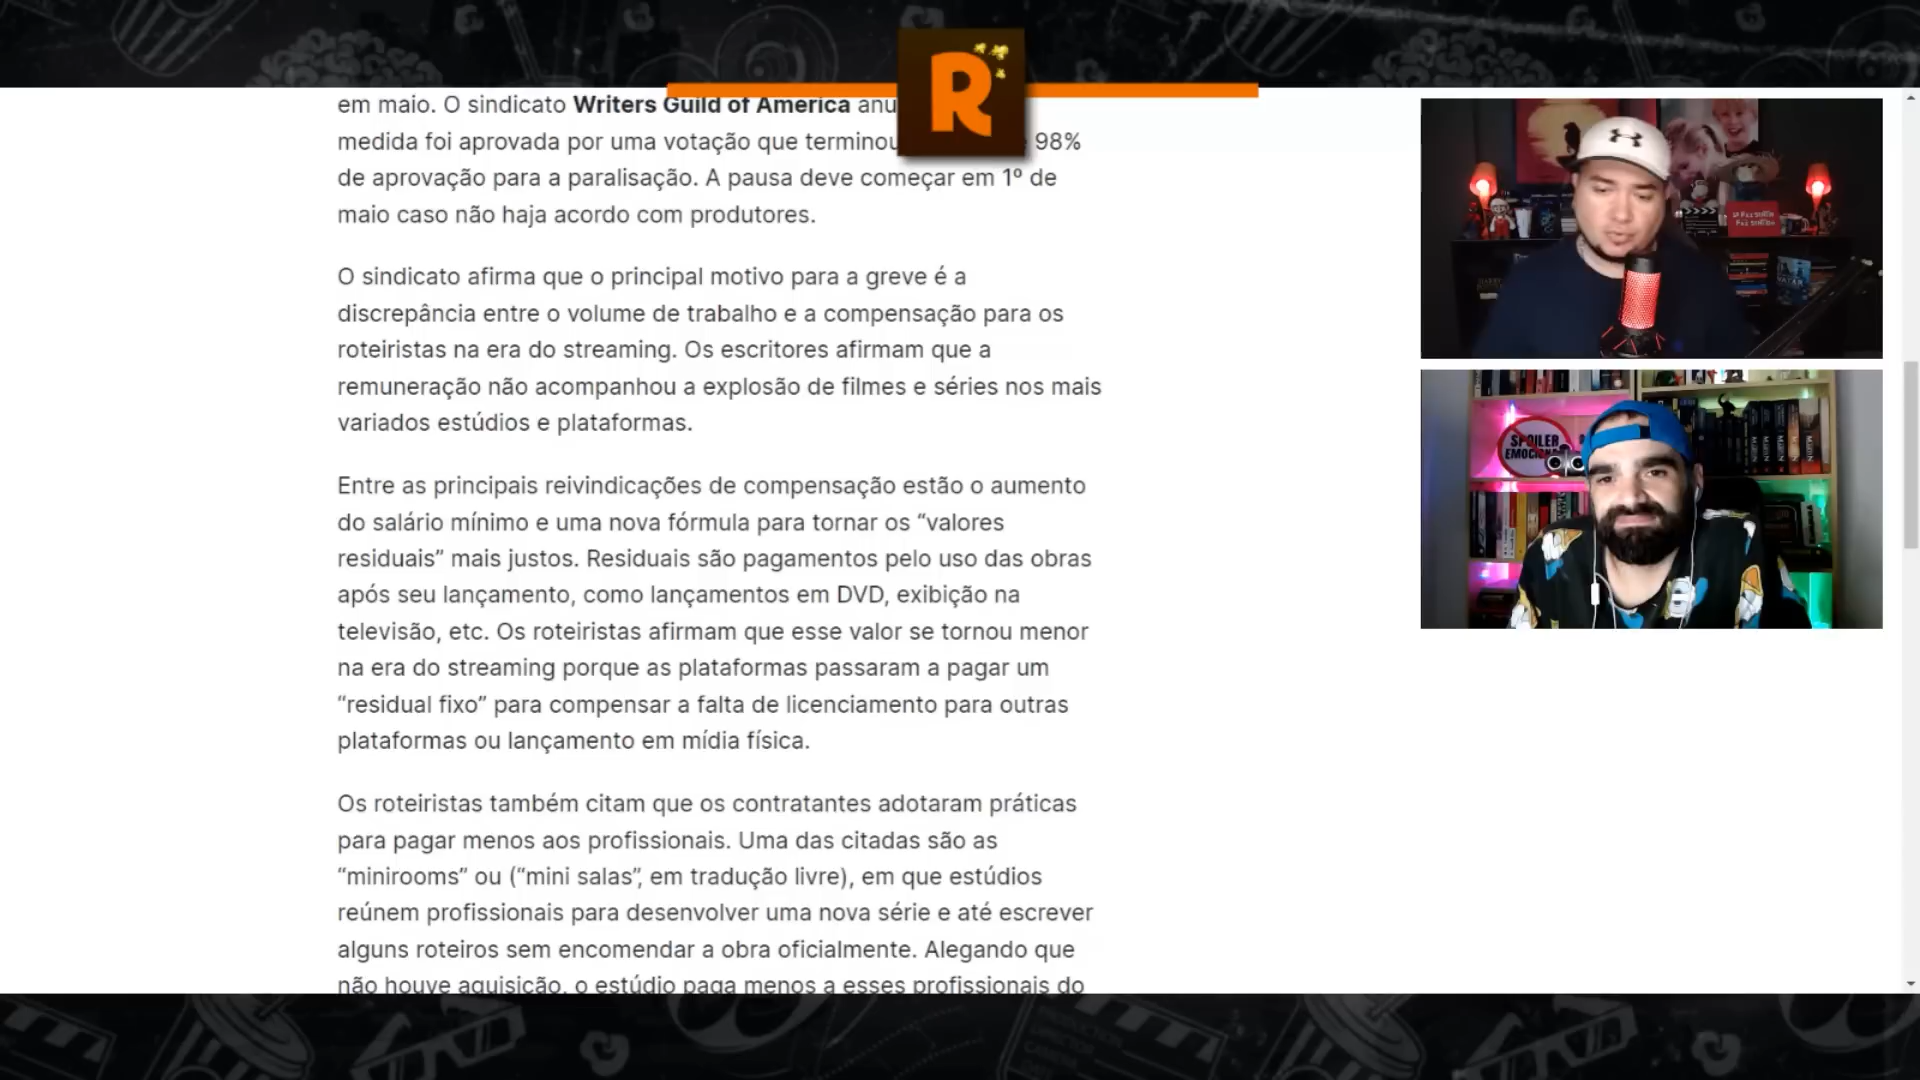 R
em maio. O sindicato Writers Guild of America anu
medida foi aprovada por uma votação que terminou 98%
de aprovação para a paralisação. A pausa deve começar em 1º de
maio caso não haja acordo com produtores.
O sindicato afirma que o principal motivo para a greve é a
discrepância entre o volume de trabalho e a compensação para os
roteiristas na era do streaming. Os escritores afirmam que a
remuneração não acompanhou a explosão de filmes e séries nos mais
variados estúdios e plataformas.
Entre as principais reivindicações de compensação estão o aumento
do salário mínimo e uma nova fórmula para tornar os “valores
residuais” mais justos. Residuais são pagamentos pelo uso das obras
após seu lançamento, como lançamentos em DVD, exibição na
televisão, etc. Os roteiristas afirmam que esse valor se tornou menor
na era do streaming porque as plataformas passaram a pagar um
“residual fixo” para compensar a falta de licenciamento para outras
plataformas ou lançamento em mídia física.
Os roteiristas também citam que os contratantes adotaram práticas
para pagar menos aos profissionais. Uma das citadas são as
“minirooms” ou (“mini salas”, em tradução livre), em que estúdios
reúnem profissionais para desenvolver uma nova série e até escrever
alguns roteiros sem encomendar a obra oficialmente. Alegando que
não houve aquisição, o estúdio paga menos a esses profissionais do
SPOILER